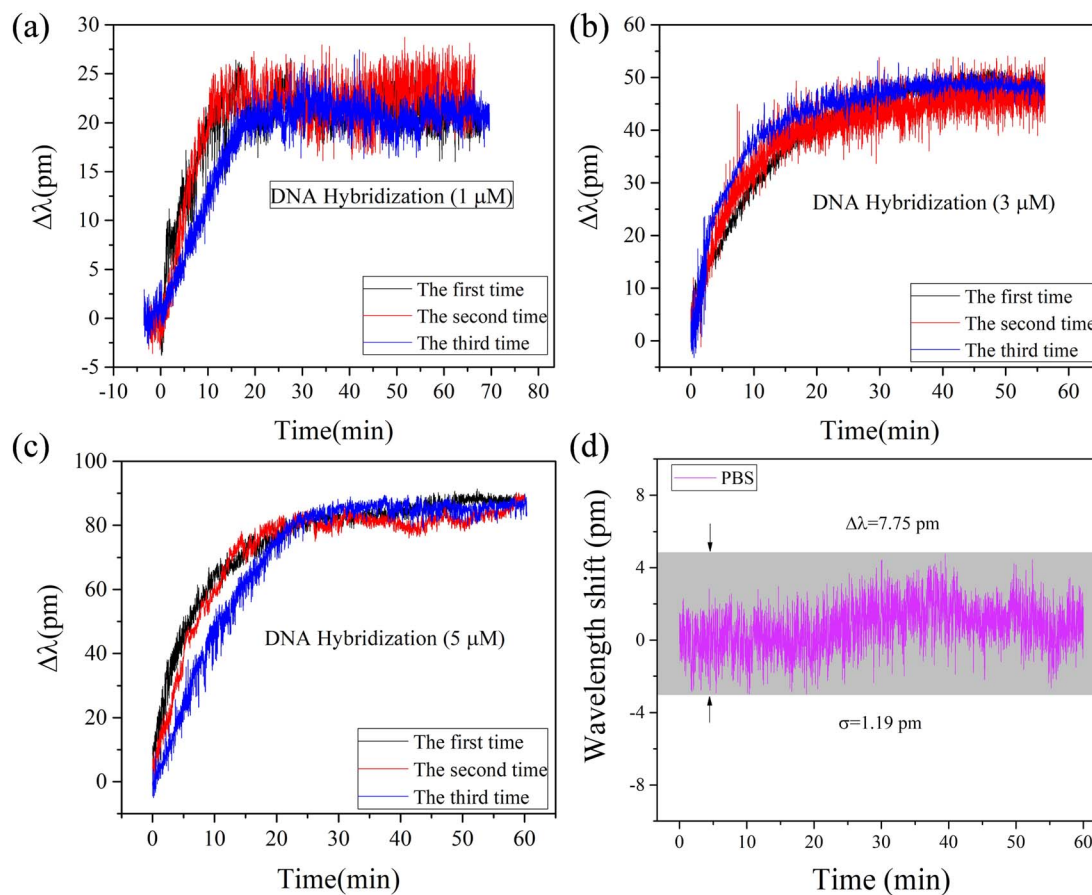 (a)
30
25
20
15
10
5
0
-5
Δλ(pm)
DNA Hybridization (1 μM)
The first time
The second time
The third time
-10 0 10 20 30 40 50 60 70 80
Time(min)
(b)
60
50
40
30
20
10
0
Δλ(pm)
DNA Hybridization (3 μM)
The first time
The second time
The third time
0 10 20 30 40 50 60
Time (min)
(c)
100
80
60
40
20
0
Δλ(pm)
DNA Hybridization (5 μM)
The first time
The second time
The third time
0 10 20 30 40 50 60
Time(min)
(d)
PBS
8
4
0
-4
-8
Wavelength shift (pm)
Δλ=7.75 pm
σ=1.19 pm
0 10 20 30 40 50 60
Time (min)